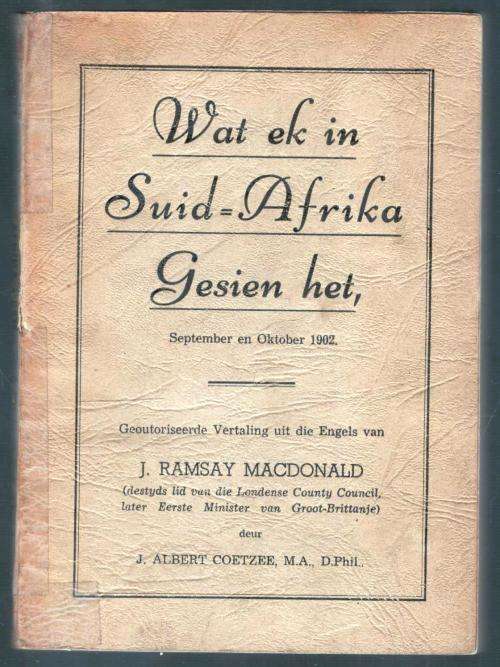 Wat ek in
Suid=Afrika
Gesien het,
September en Oktober 1902.
Geoutoriseerde Vertaling uit die Engels van
J. RAMSAY MACDONALD
(destyds lid van die Londense County Council,
later Eerste Minister van Groot-Brittanje)
deur
J. ALBERT COETZEE, M.A., D.Phil..